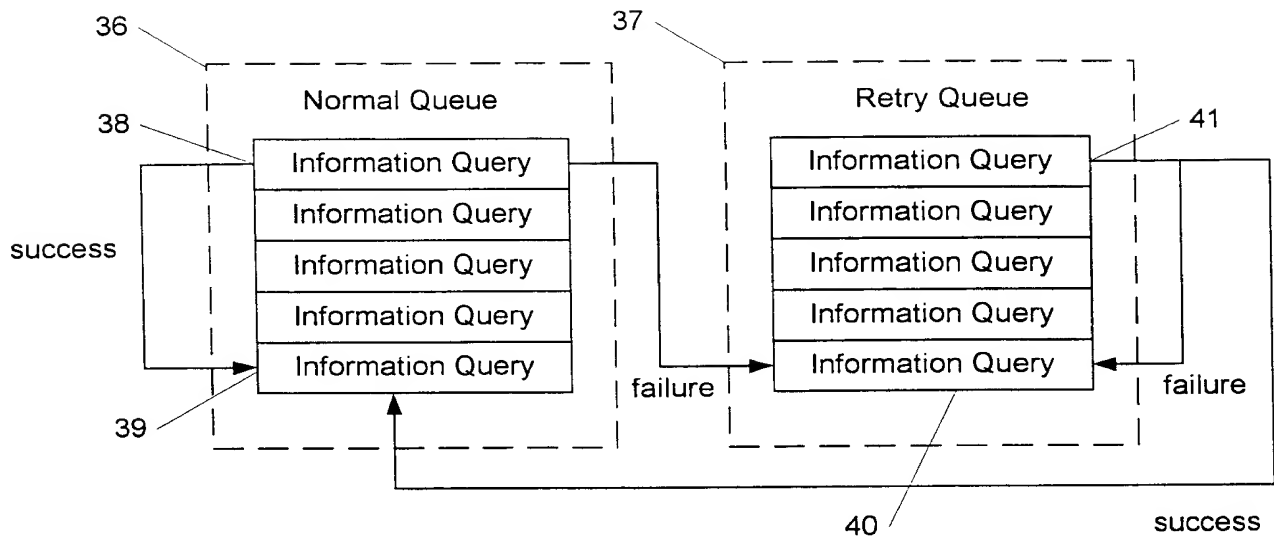 36
37
Normal Queue
Retry Queue
38
41
Information Query
Information Query
Information Query
Information Query
Information Query
Information Query
Information Query
Information Query
Information Query
Information Query
success
failure
failure
39
40
success